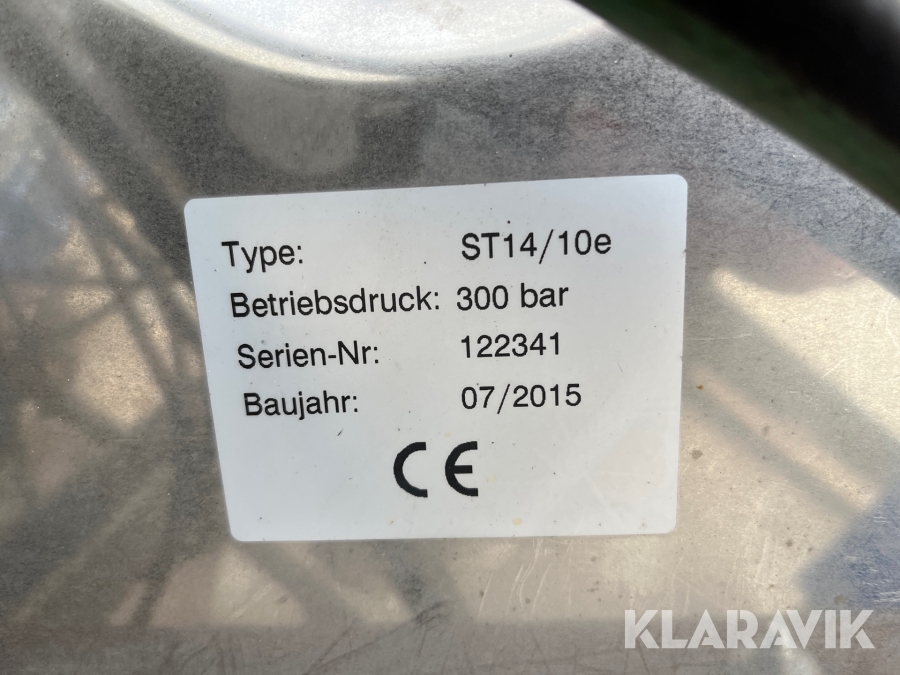 Type: ST14/10e
Betriebsdruck: 300 bar
Serien-Nr: 122341
Baujahr: 07/2015
CE
KLARAVIK